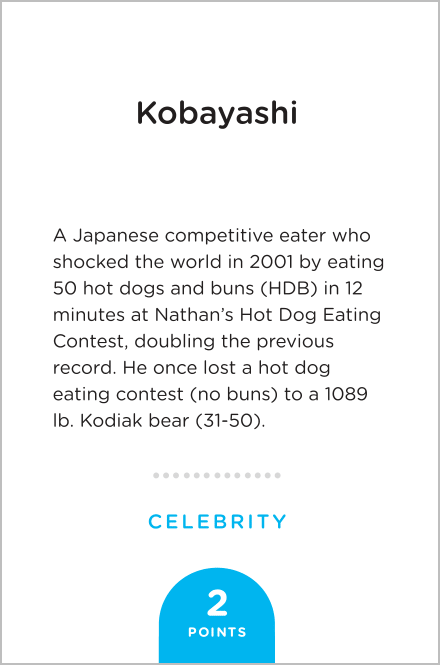 Kobayashi
A Japanese competitive eater who
shocked the world in 2001 by eating
50 hot dogs and buns (HDB) in 12
minutes at Nathan’s Hot Dog Eating
Contest, doubling the previous
record. He once lost a hot dog
eating contest (no buns) to a 1089
lb. Kodiak bear (31-50).
CELEBRITY
2
POINTS